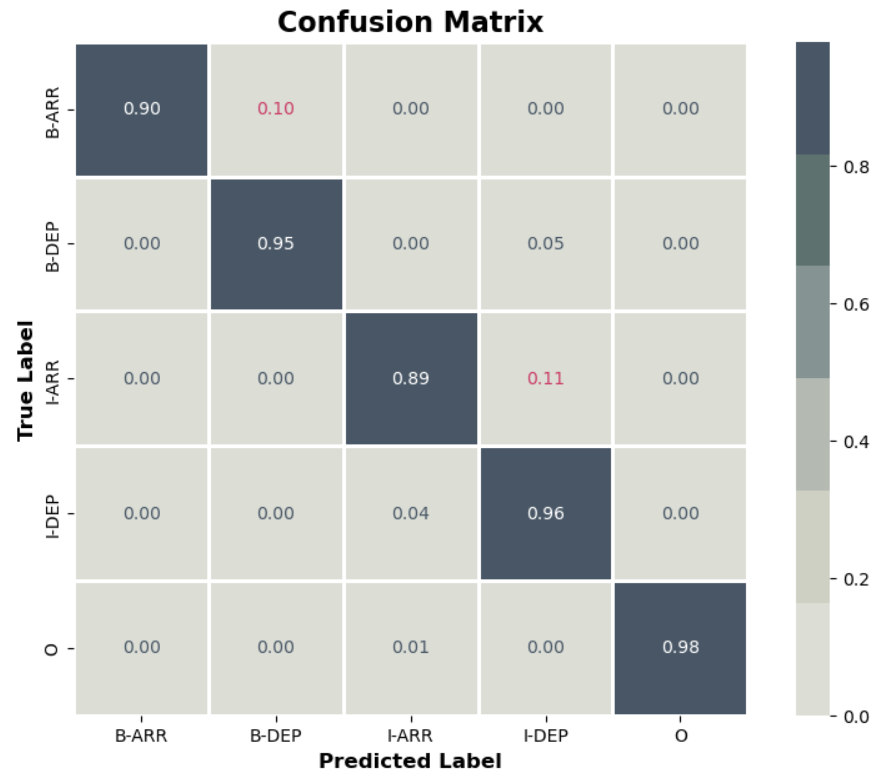 Confusion Matrix
B-ARR 0.90 0.10 0.00 0.00 0.00
B-DEP 0.00 0.95 0.00 0.05 0.00
I-ARR 0.00 0.00 0.89 0.11 0.00
I-DEP 0.00 0.00 0.04 0.96 0.00
O 0.00 0.00 0.01 0.00 0.98
B-ARR B-DEP I-ARR I-DEP O
Predicted Label
True Label
0.8
0.6
0.4
0.2
0.0